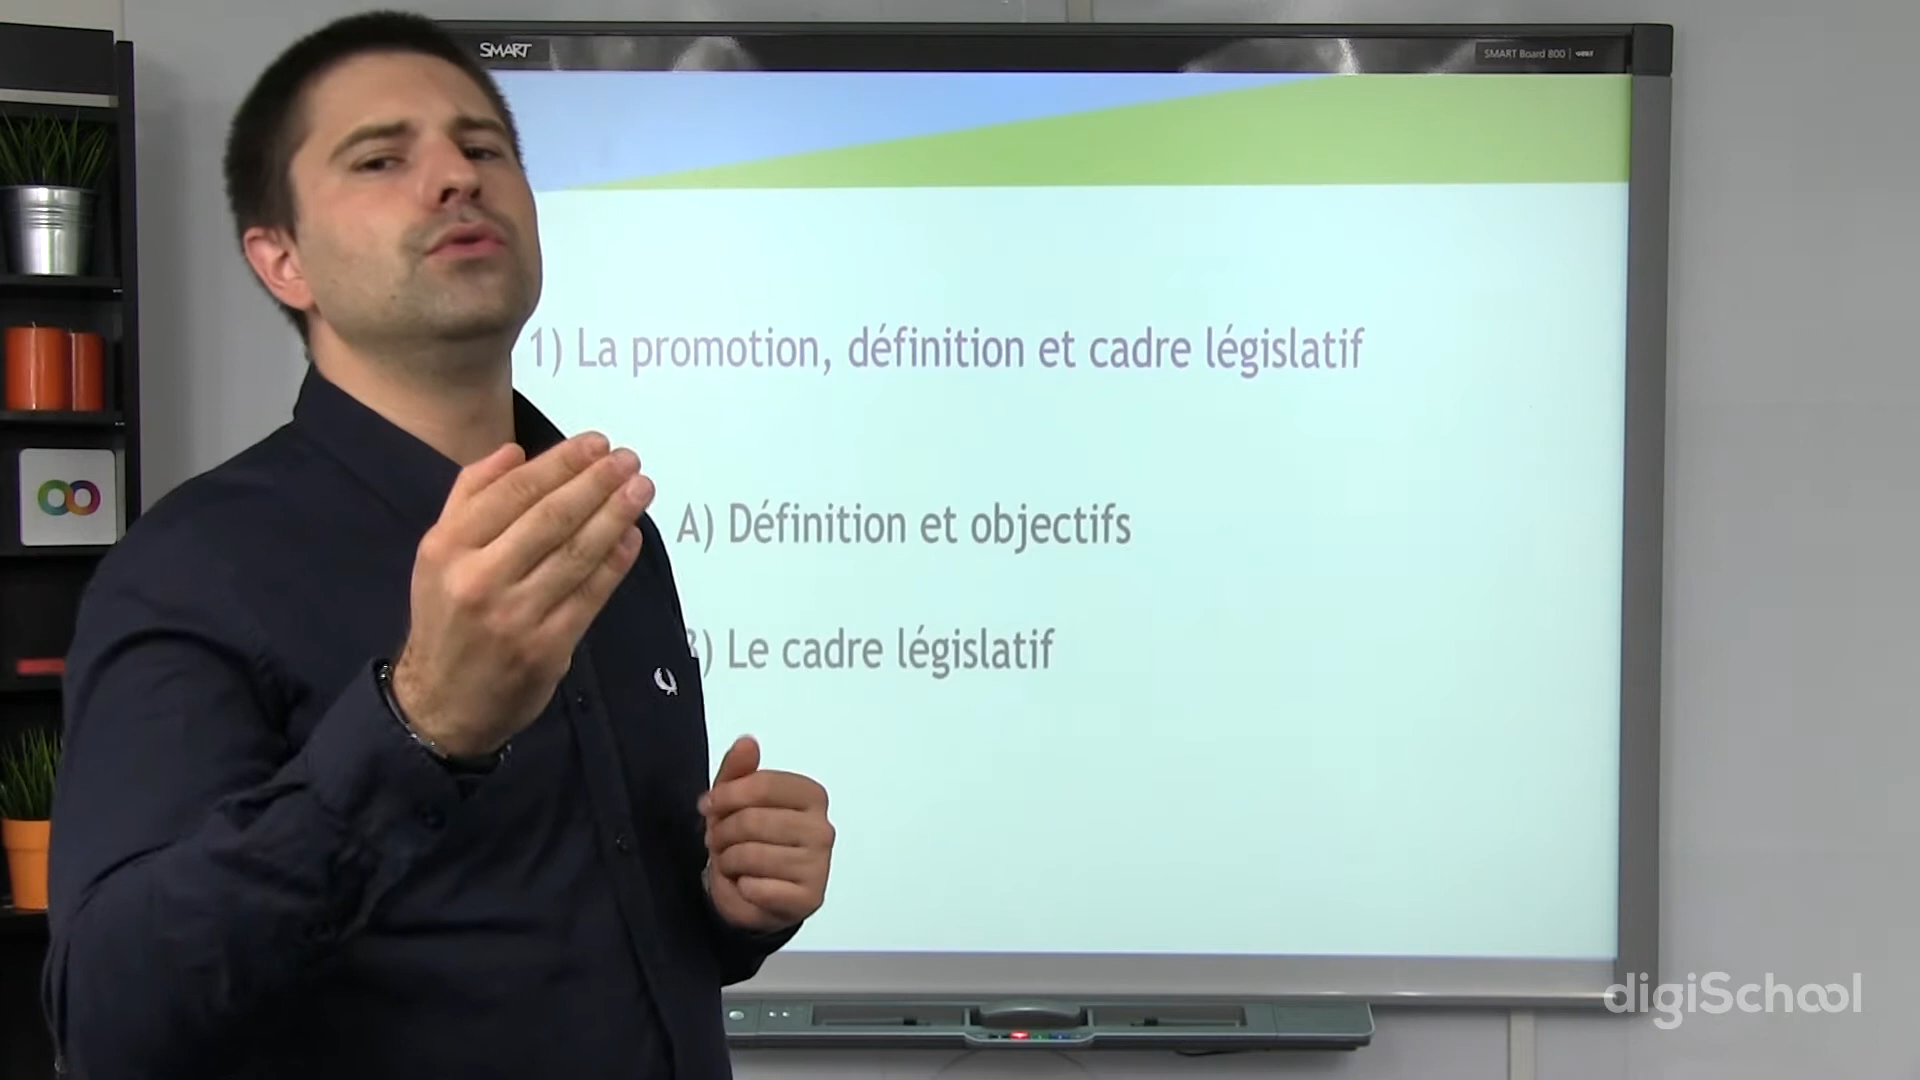 SMART
SMART Board 800
1) La promotion, définition et cadre législatif
A) Définition et objectifs
B) Le cadre législatif
digiSchool